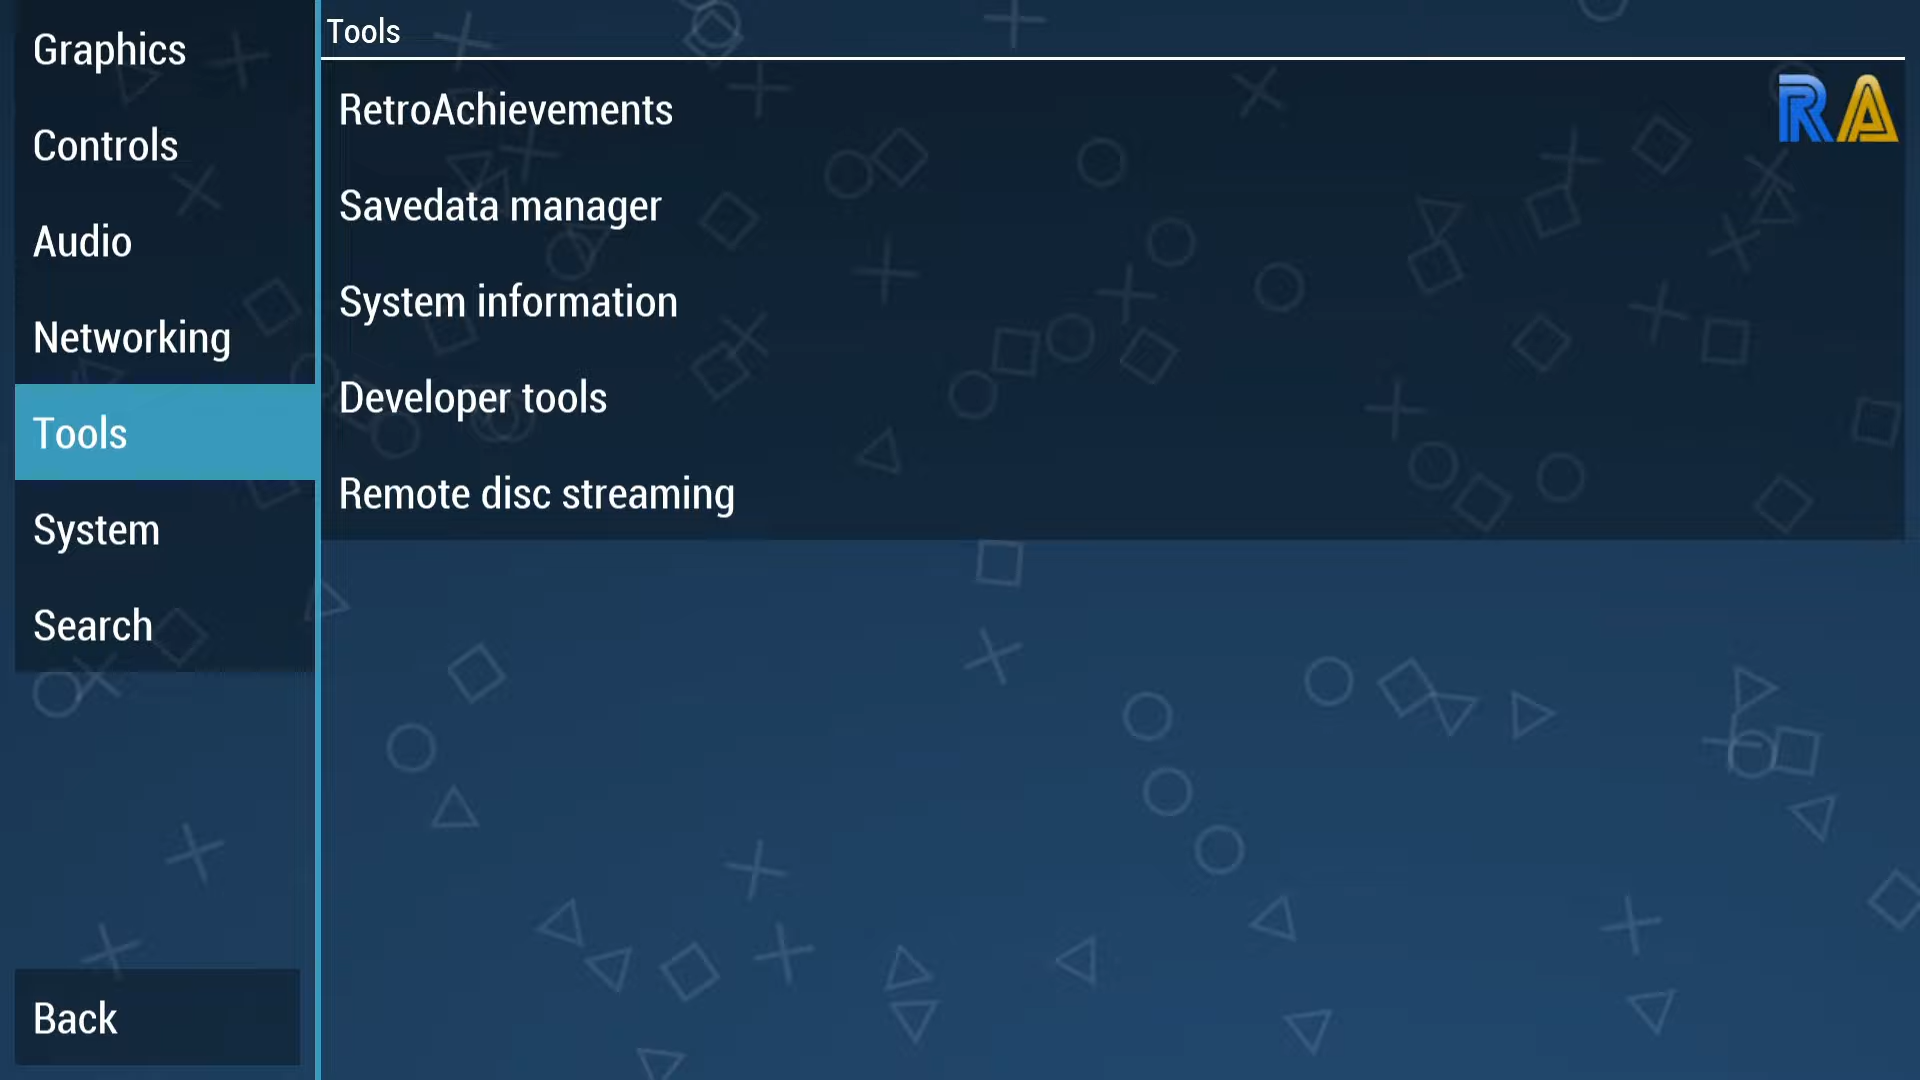 Graphics
Controls
Audio
Networking
Tools
System
Search
Back
Tools
RetroAchievements
RA
Savedata manager
System information
Developer tools
Remote disc streaming